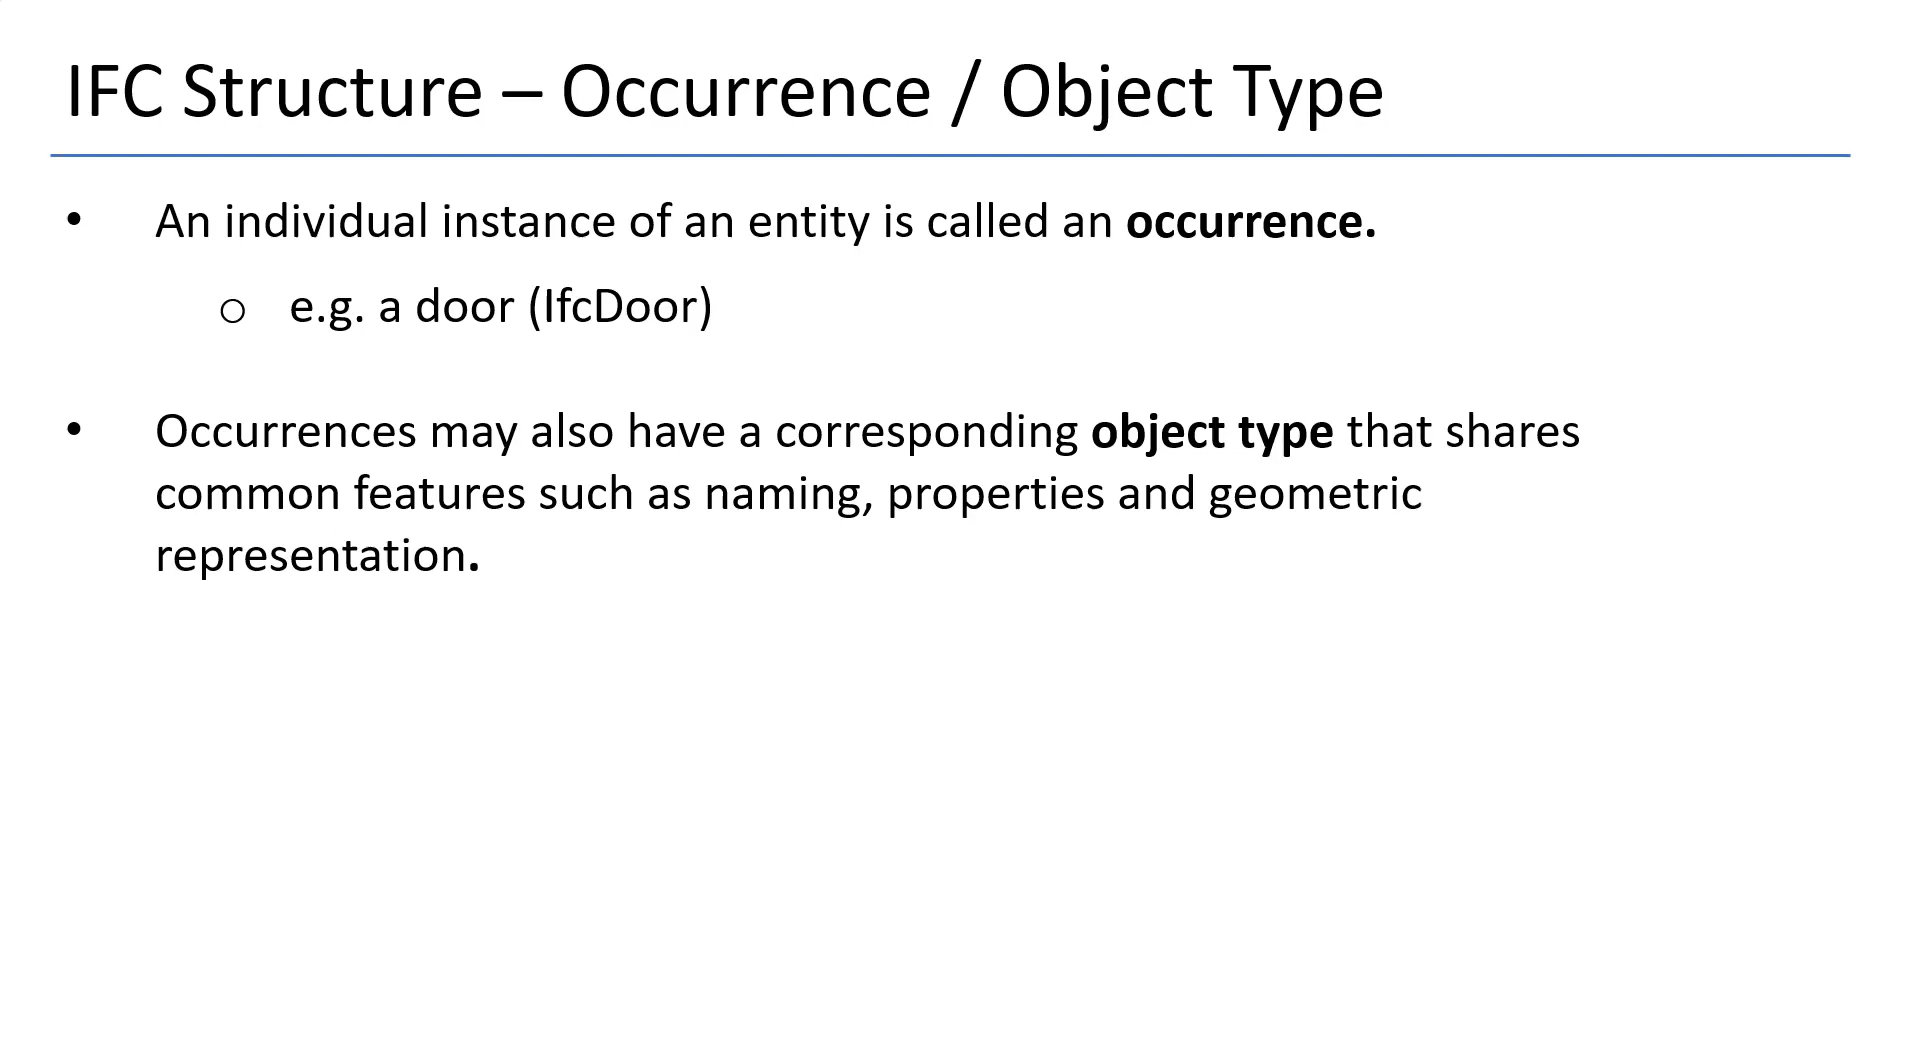 IFC Structure – Occurrence / Object Type
• An individual instance of an entity is called an occurrence.
o e.g. a door (IfcDoor)
• Occurrences may also have a corresponding object type that shares
common features such as naming, properties and geometric
representation.